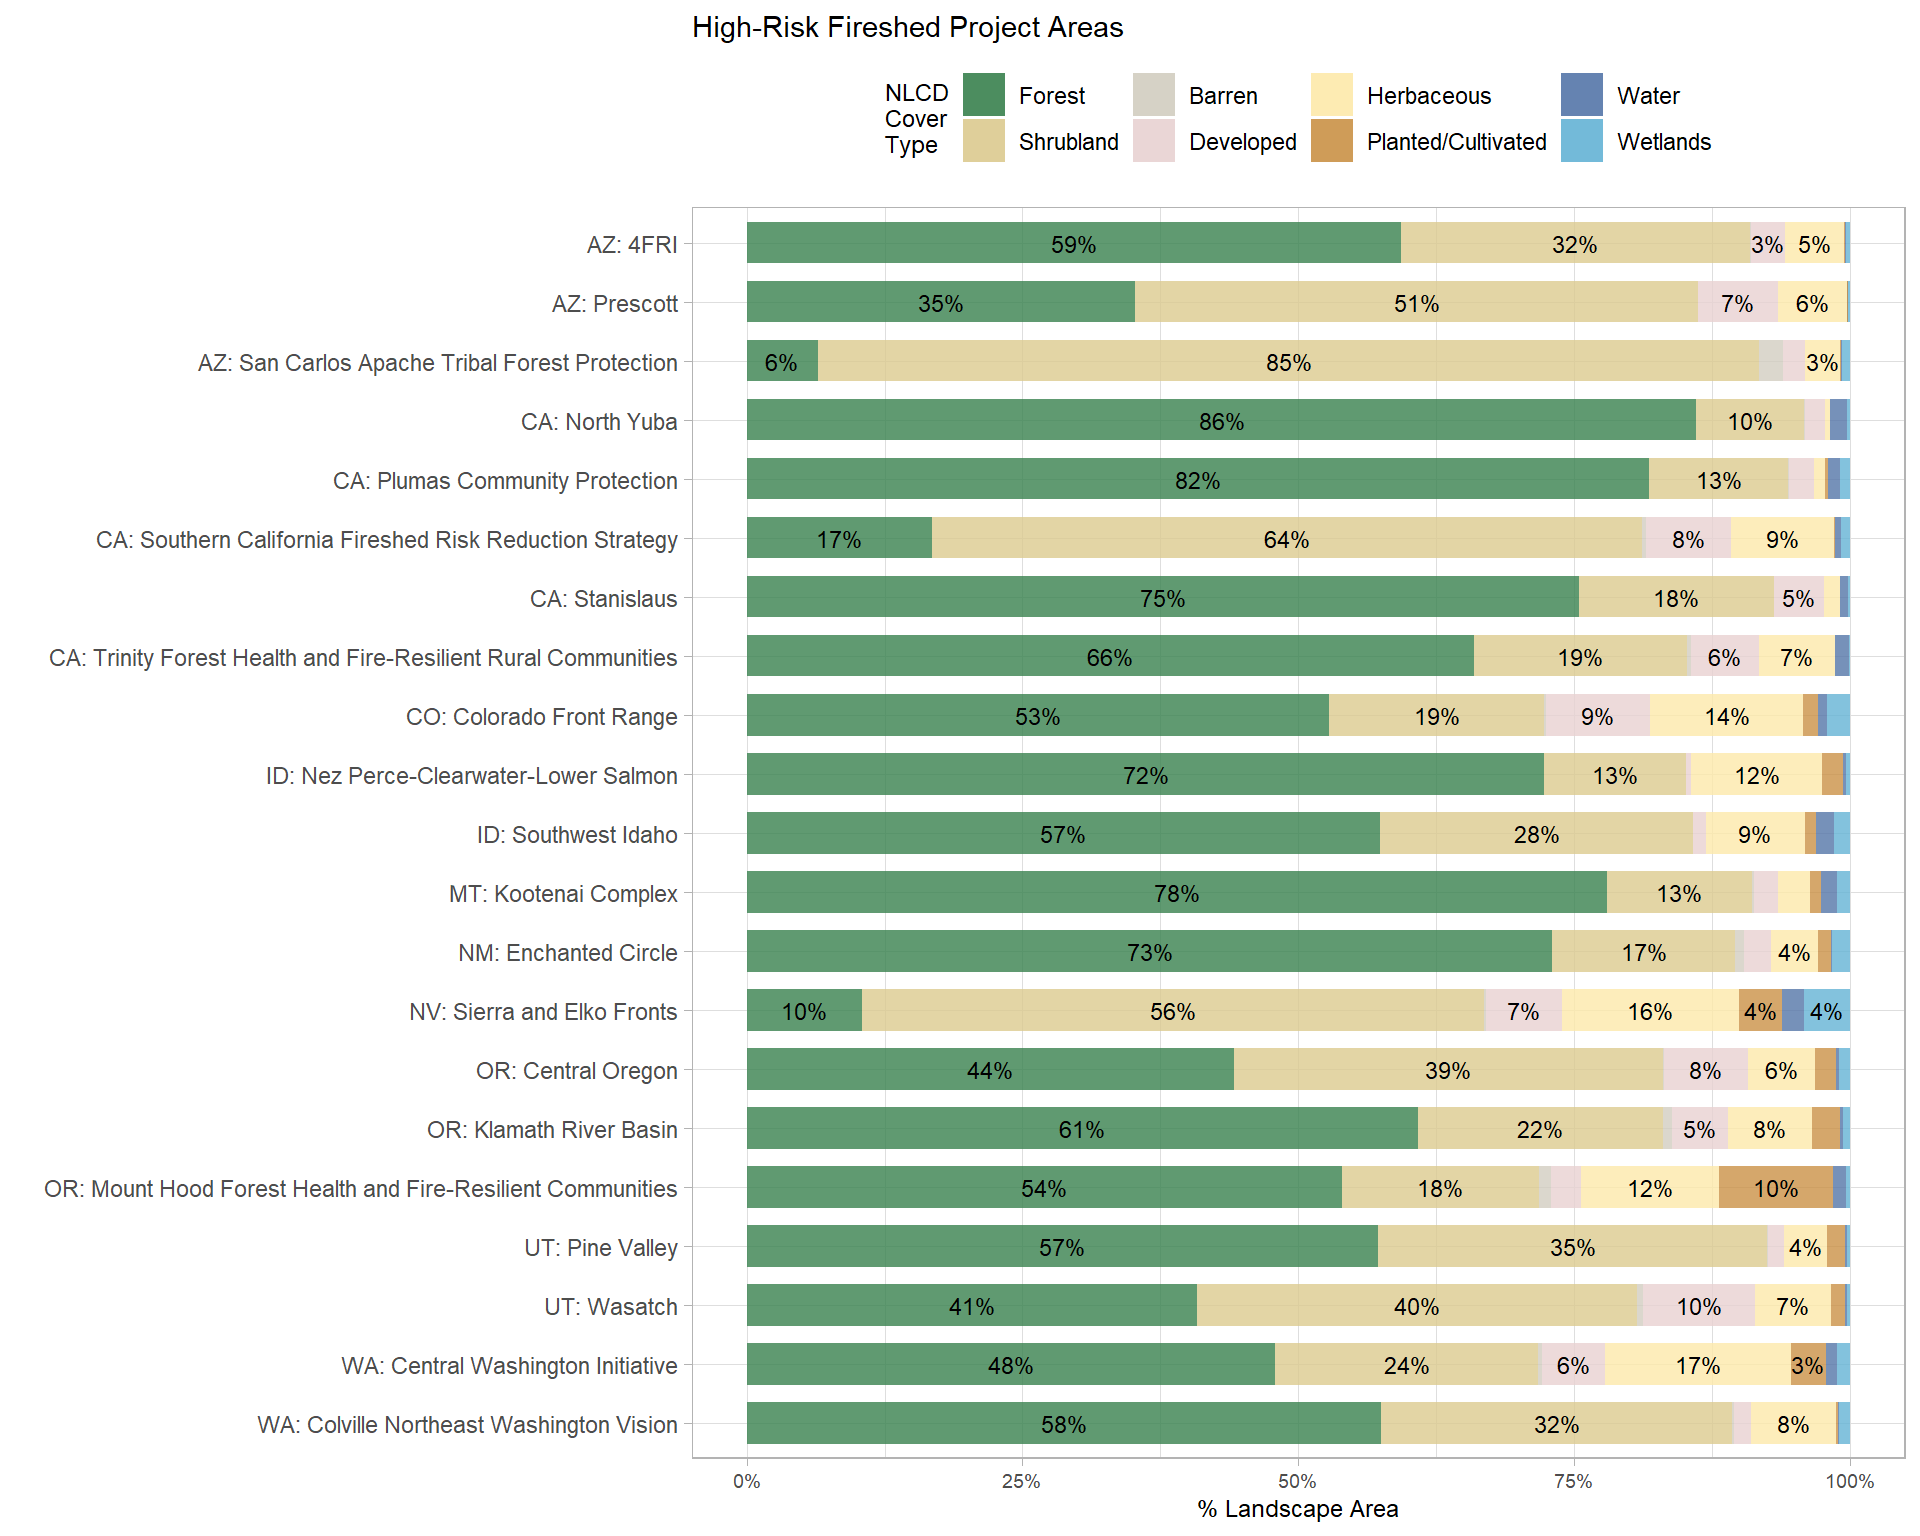 High-Risk Fireshed Project Areas
NLCD
Cover
Type
Forest Barren Herbaceous Water
Shrubland Developed Planted/Cultivated Wetlands
AZ: 4FRI 59% 32% 3% 5%
AZ: Prescott 35% 51% 7% 6%
AZ: San Carlos Apache Tribal Forest Protection 6% 85% 3%
CA: North Yuba 86% 10%
CA: Plumas Community Protection 82% 13%
CA: Southern California Fireshed Risk Reduction Strategy 17% 64% 8% 9%
CA: Stanislaus 75% 18% 5%
CA: Trinity Forest Health and Fire-Resilient Rural Communities 66% 19% 6% 7%
CO: Colorado Front Range 53% 19% 9% 14%
ID: Nez Perce-Clearwater-Lower Salmon 72% 13% 12%
ID: Southwest Idaho 57% 28% 9%
MT: Kootenai Complex 78% 13%
NM: Enchanted Circle 73% 17% 4%
NV: Sierra and Elko Fronts 10% 56% 7% 16% 4% 4%
OR: Central Oregon 44% 39% 8% 6%
OR: Klamath River Basin 61% 22% 5% 8%
OR: Mount Hood Forest Health and Fire-Resilient Communities 54% 18% 12% 10%
UT: Pine Valley 57% 35% 4%
UT: Wasatch 41% 40% 10% 7%
WA: Central Washington Initiative 48% 24% 6% 17% 3%
WA: Colville Northeast Washington Vision 58% 32% 8%
0% 25% 50% 75% 100%
% Landscape Area